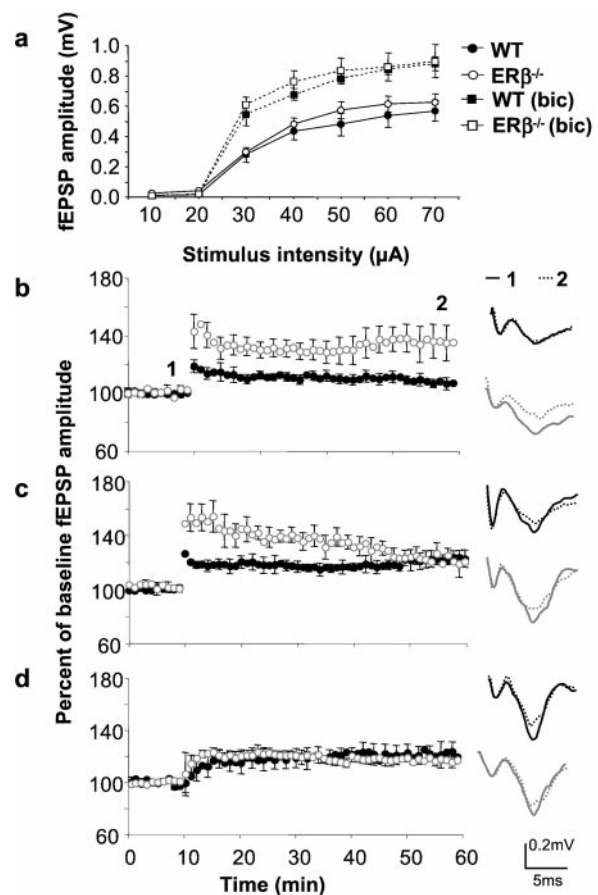 a
fEPSP amplitude (mV)
1.0
0.8
0.6
0.4
0.2
0.0
10 20 30 40 50 60 70
Stimulus intensity (µA)
WT
ERβ-/-
WT (bic)
ERβ-/- (bic)
Percent of baseline fEPSP amplitude
b
180
140
100
60
1
2
1 2
c
180
140
100
60
d
180
140
100
60
0 10 20 30 40 50 60
Time (min)
0.2mV
5ms